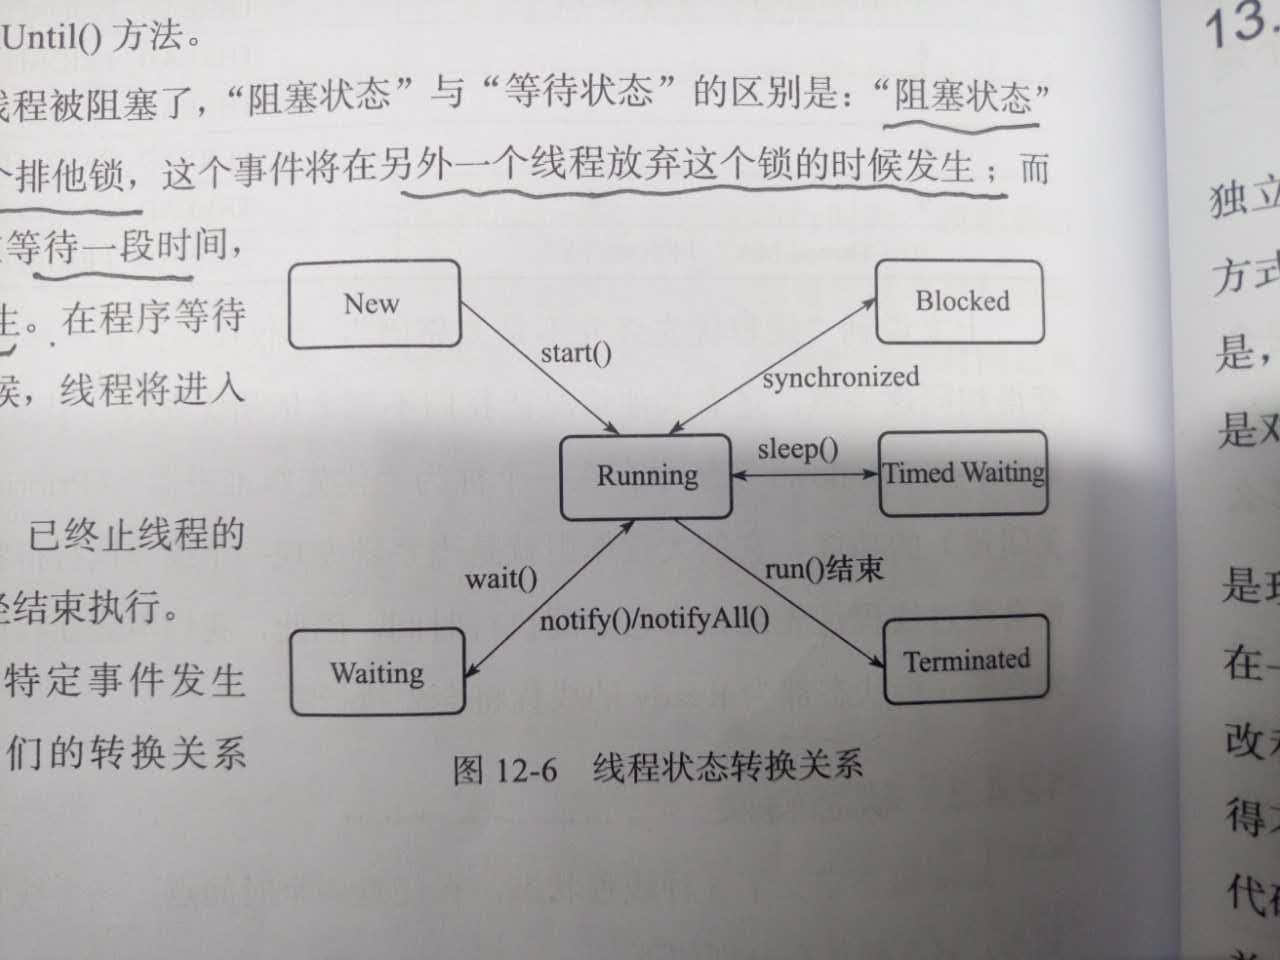 Until() 方法。
线程被阻塞了，“阻塞状态”与“等待状态”的区别是：“阻塞状态”
个排他锁，这个事件将在另外一个线程放弃这个锁的时候发生；而
等待一段时间，
生。在程序等待
候，线程将进入
已终止线程的
结束执行。
特定事件发生
们的转换关系
New
Blocked
start()
synchronized
Running
sleep()
Timed Waiting
wait()
run()结束
notify()/notifyAll()
Waiting
Terminated
图 12-6 线程状态转换关系
13.
独立
方式
是，
是对
是
在一
改
得
代码